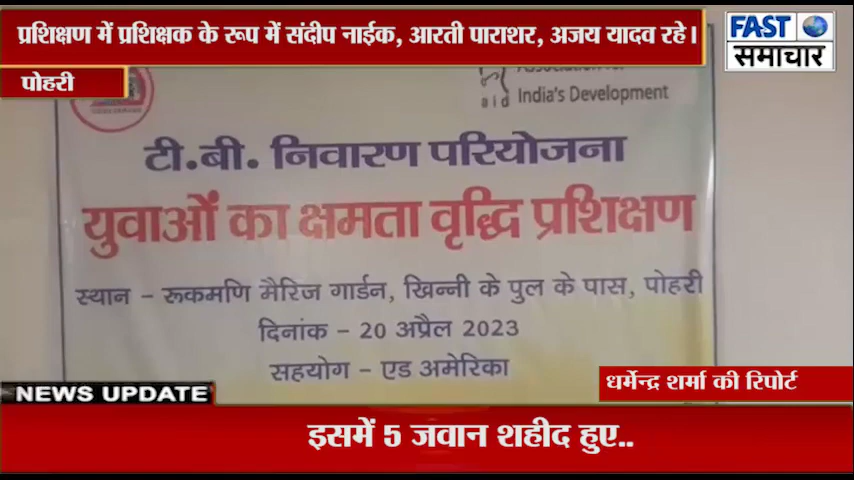 प्रशिक्षण में प्रशिक्षक के रूप में संदीप नाईक, आरती पाराशर, अजय यादव रहे।
FAST
समाचार
पोहरी
aid India's Development
टी.बी. निवारण परियोजना
युवाओं का क्षमता वृद्धि प्रशिक्षण
स्थान - रूकमणि मैरिज गार्डन, खिन्नी के पुल के पास, पोहरी
दिनांक - 20 अप्रैल 2023
सहयोग - एड अमेरिका
धर्मेन्द्र शर्मा की रिपोर्ट
NEWS UPDATE
इसमें 5 जवान शहीद हुए..